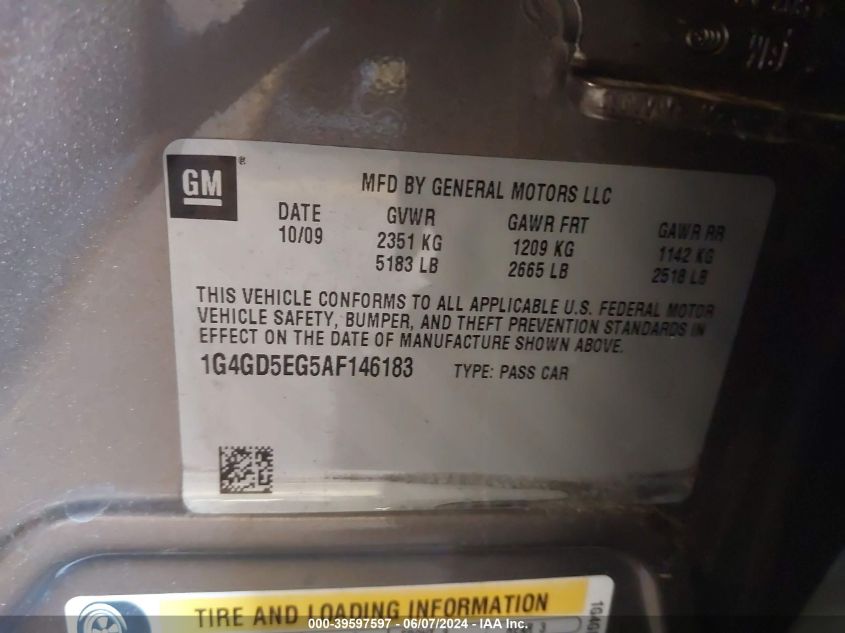 GM ®
MFD BY GENERAL MOTORS LLC
DATE GVWR GAWR FRT GAWR RR
10/09 2351 KG 1209 KG 1142 KG
5183 LB 2665 LB 2518 LB
THIS VEHICLE CONFORMS TO ALL APPLICABLE U.S. FEDERAL MOTOR
VEHICLE SAFETY, BUMPER, AND THEFT PREVENTION STANDARDS IN
EFFECT ON THE DATE OF MANUFACTURE SHOWN ABOVE.
1G4GD5EG5AF146183 TYPE: PASS CAR
TIRE AND LOADING INFORMATION
1G4G
000-39597597 - 06/07/2024 - IAA Inc.